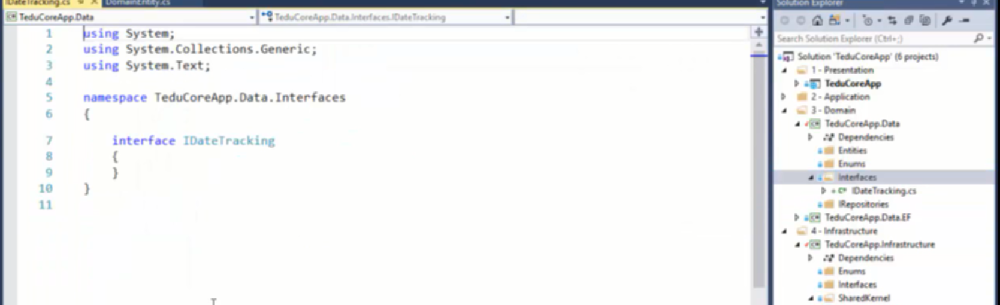 IDateTracking.cs
DomainEntity.cs
TeduCoreApp.Data
TeduCoreApp.Data.Interfaces.IDateTracking
1 using System;
2 using System.Collections.Generic;
3 using System.Text;
4
5 namespace TeduCoreApp.Data.Interfaces
6 {
7 interface IDateTracking
8 {
9 }
10 }
11
Solution Explorer
Search Solution Explorer (Ctrl+;)
Solution 'TeduCoreApp' (6 projects)
1 - Presentation
TeduCoreApp
2 - Application
3 - Domain
TeduCoreApp.Data
Dependencies
Entities
Enums
Interfaces
IDateTracking.cs
IRepositories
TeduCoreApp.Data.EF
4 - Infrastructure
TeduCoreApp.Infrastructure
Dependencies
Enums
Interfaces
SharedKernel